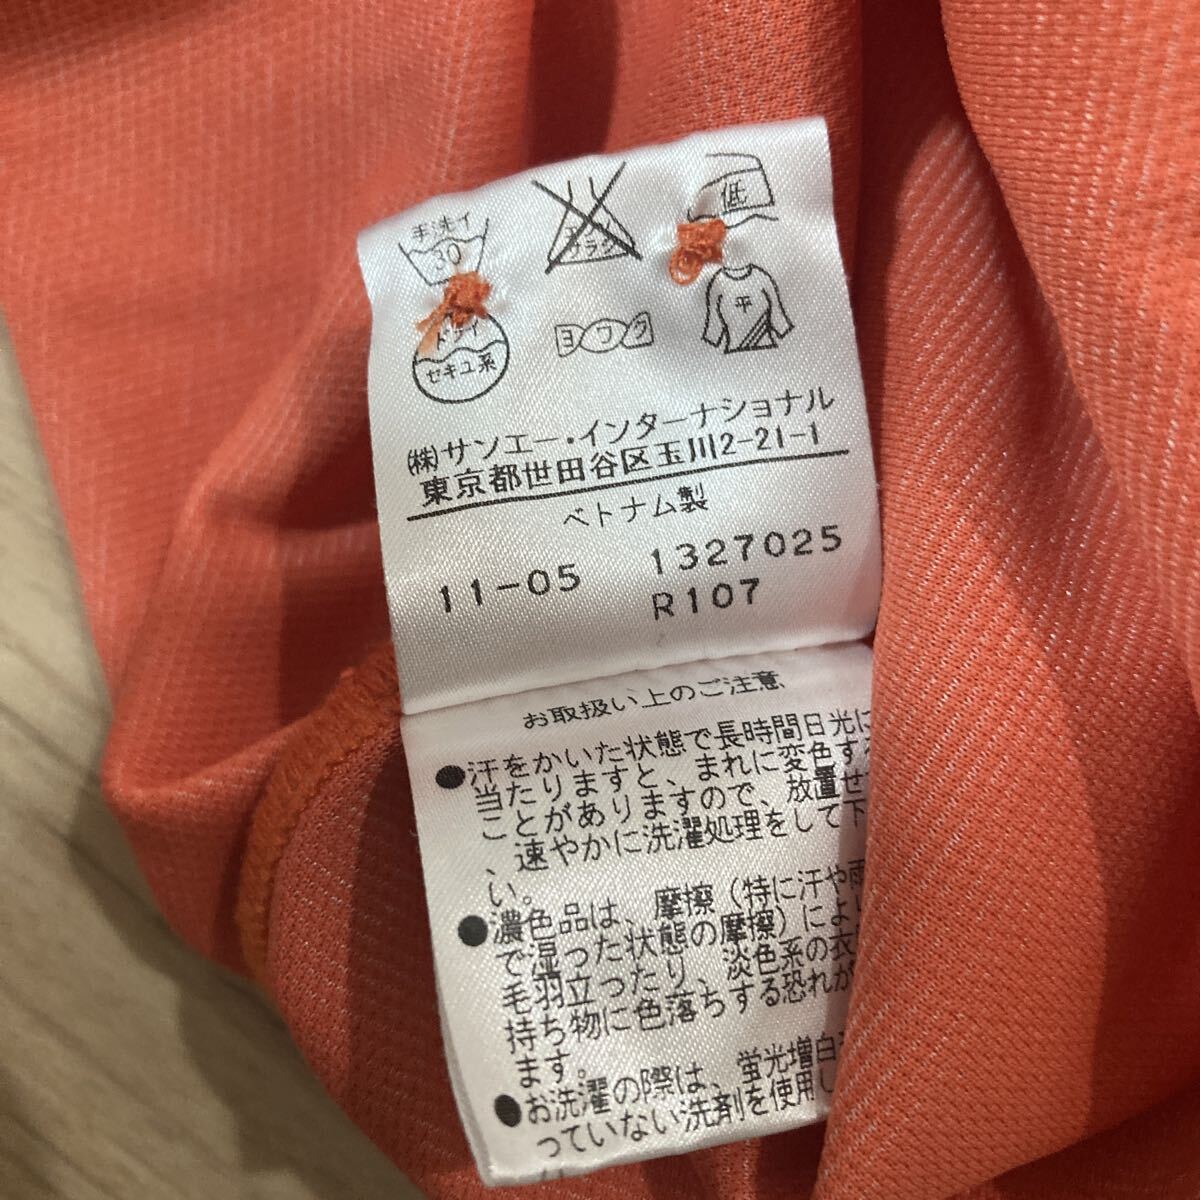 手洗イ
30
エンソ
サラシ
低
ドライ
セキユ系
ヨワク
平
㈱サンエー・インターナショナル
東京都世田谷区玉川2-21-1
ベトナム製
11-05 1327025
R107
お取扱い上のご注意
●汗をかいた状態で長時間日光に
当たりますと、まれに変色する
ことがありますので、放置せ
、速やかに洗濯処理をして下
い。
●濃色品は、摩擦（特に汗や雨
で湿った状態の摩擦）によい
毛羽立ったり、淡色系の衣
持ち物に色落ちする恐れが
ます。
●お洗濯の際は、蛍光増白
っていない洗剤を使用し